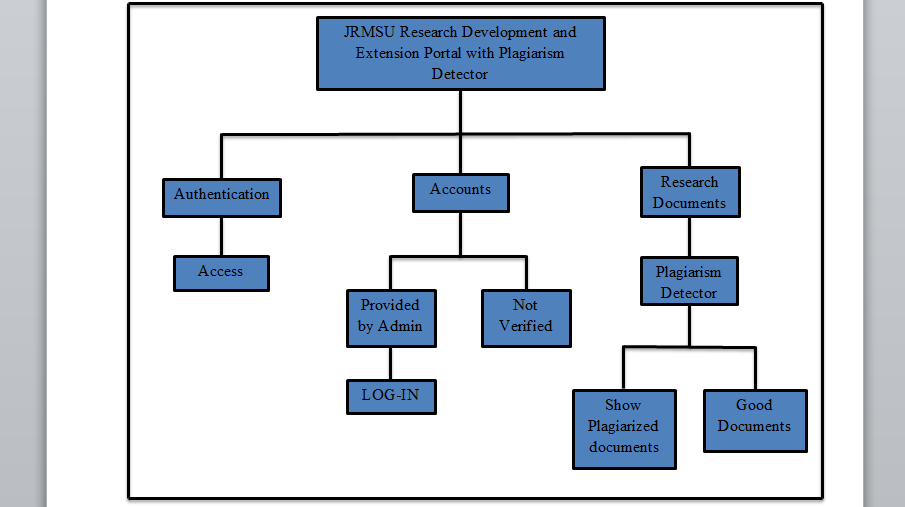 JRMSU Research Development and
Extension Portal with Plagiarism
Detector
Authentication
Accounts
Research
Documents
Access
Plagiarism
Detector
Provided
by Admin
Not
Verified
LOG-IN
Show
Plagiarized
documents
Good
Documents